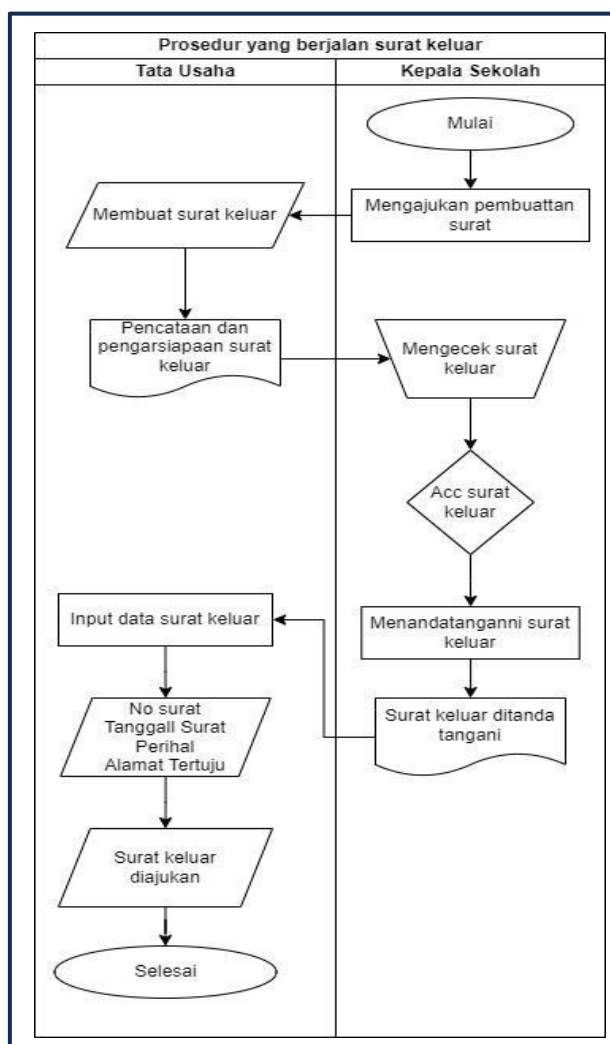 Prosedur yang berjalan surat keluar
Tata Usaha
Kepala Sekolah
Mulai
Mengajukan pembuattan
surat
Membuat surat keluar
Pencataan dan
pengarsiapaan surat
keluar
Mengecek surat
keluar
Acc surat
keluar
Menandatanganni surat
keluar
Surat keluar ditanda
tangani
Input data surat keluar
No surat
Tanggall Surat
Perihal
Alamat Tertuju
Surat keluar
diajukan
Selesai